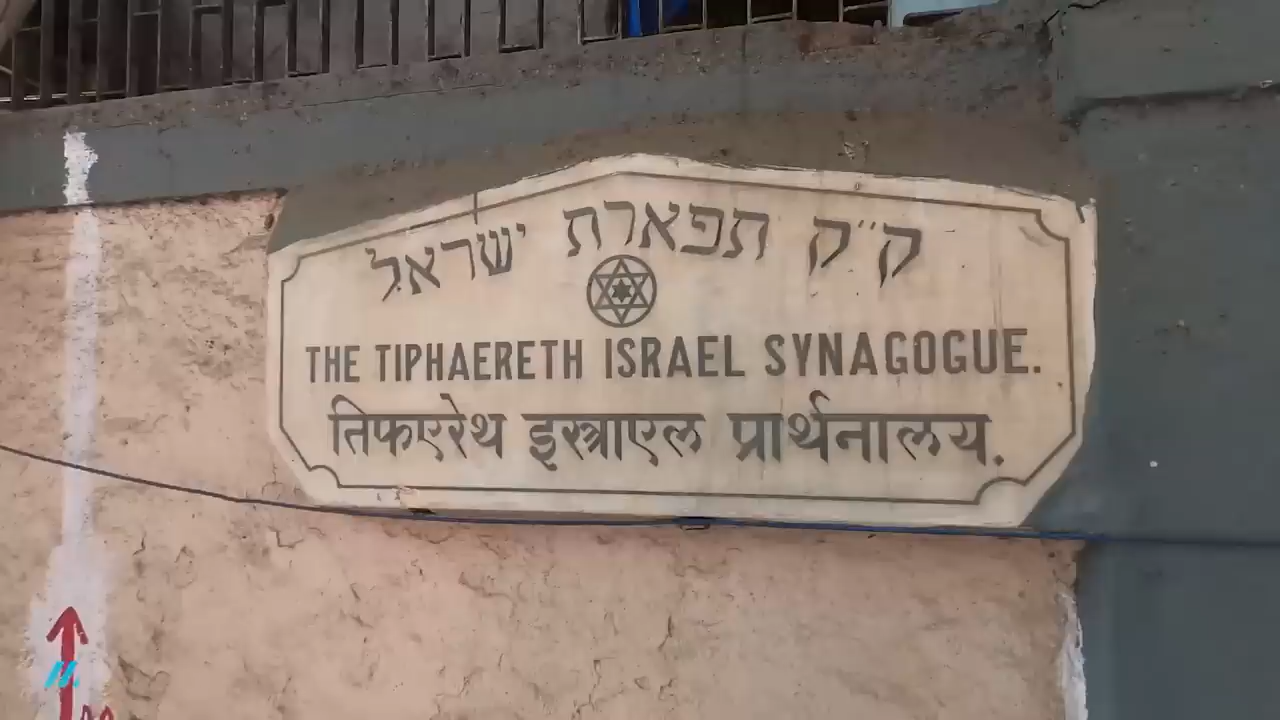 ק״ק תפארת ישראל
THE TIPHAERETH ISRAEL SYNAGOGUE.
तिफएरेथ इस्त्राएल प्रार्थनालय.